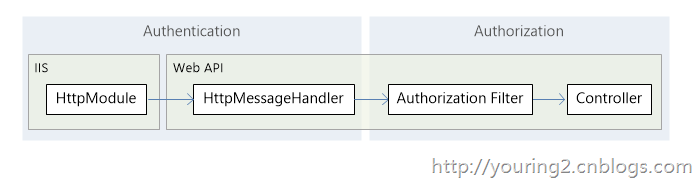 Authentication
Authorization
IIS
Web API
HttpModule
HttpMessageHandler
Authorization Filter
Controller
http://youring2.cnblogs.com